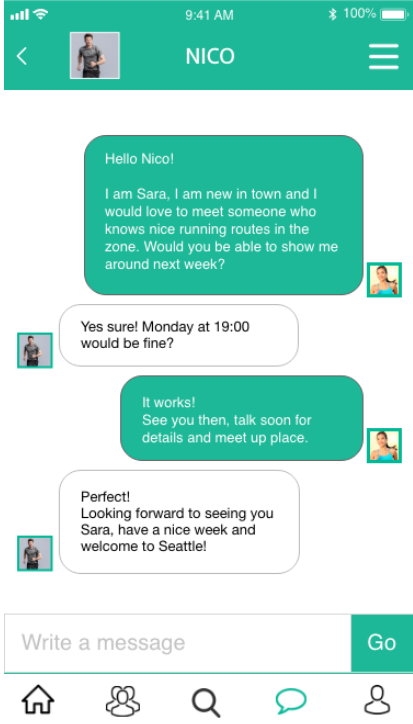 9:41 AM
100%
NICO
Hello Nico!
I am Sara, I am new in town and I
would love to meet someone who
knows nice running routes in the
zone. Would you be able to show me
around next week?
Yes sure! Monday at 19:00
would be fine?
It works!
See you then, talk soon for
details and meet up place.
Perfect!
Looking forward to seeing you
Sara, have a nice week and
welcome to Seattle!
Write a message
Go